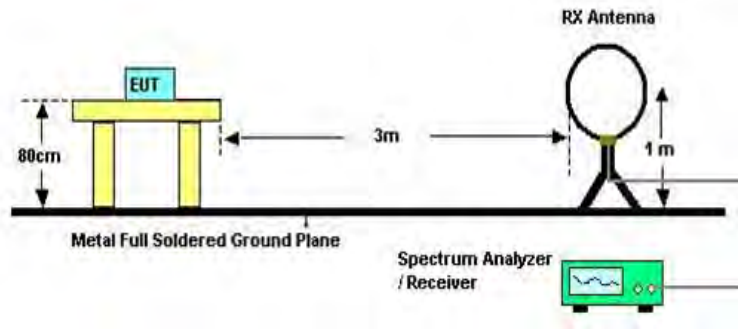 RX Antenna
EUT
80cm
3m
1 m
Metal Full Soldered Ground Plane
Spectrum Analyzer
/ Receiver